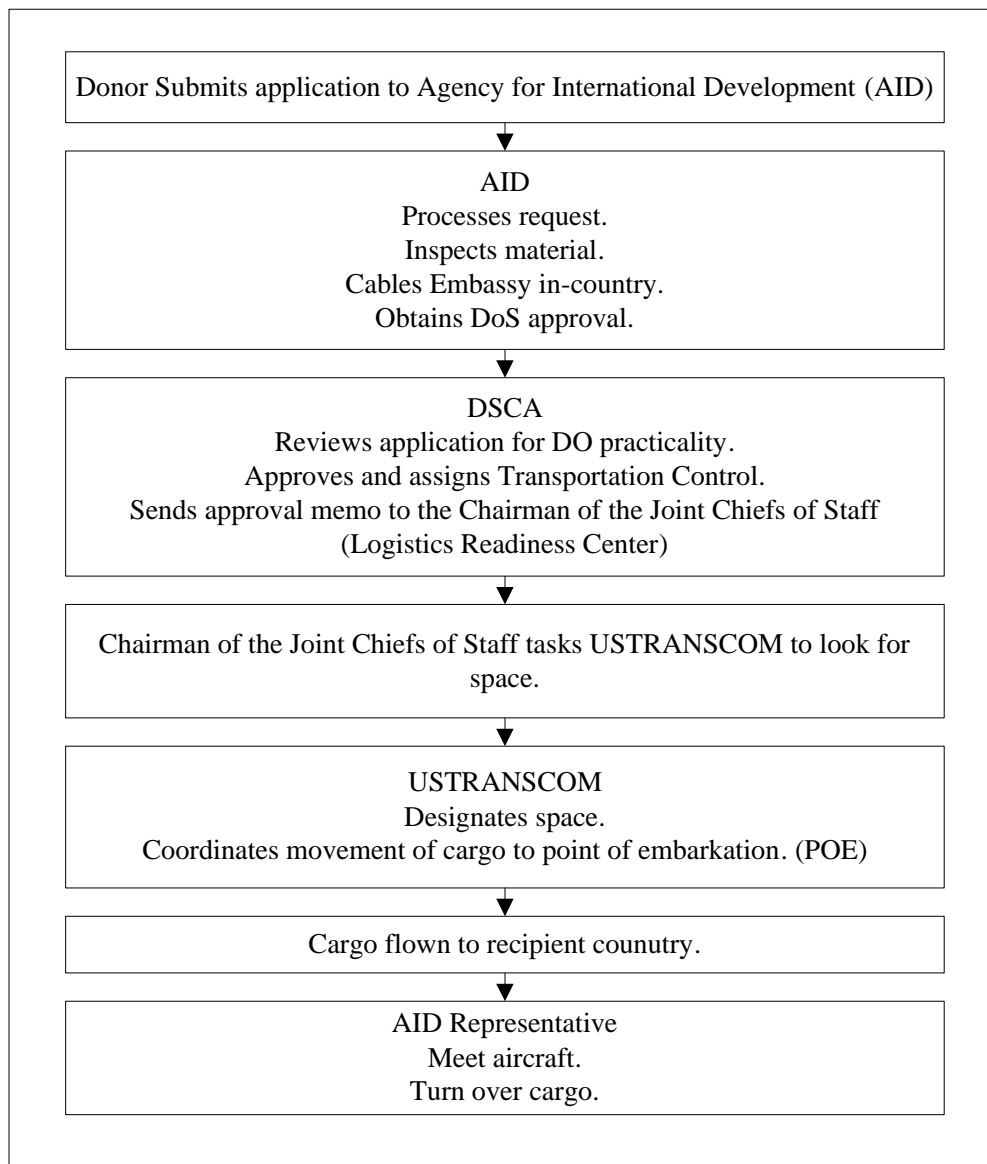 Donor Submits application to Agency for International Development (AID)
AID
Processes request.
Inspects material.
Cables Embassy in-country.
Obtains DoS approval.
DSCA
Reviews application for DO practicality.
Approves and assigns Transportation Control.
Sends approval memo to the Chairman of the Joint Chiefs of Staff
(Logistics Readiness Center)
Chairman of the Joint Chiefs of Staff tasks USTRANSCOM to look for
space.
USTRANSCOM
Designates space.
Coordinates movement of cargo to point of embarkation. (POE)
Cargo flown to recipient counutry.
AID Representative
Meet aircraft.
Turn over cargo.